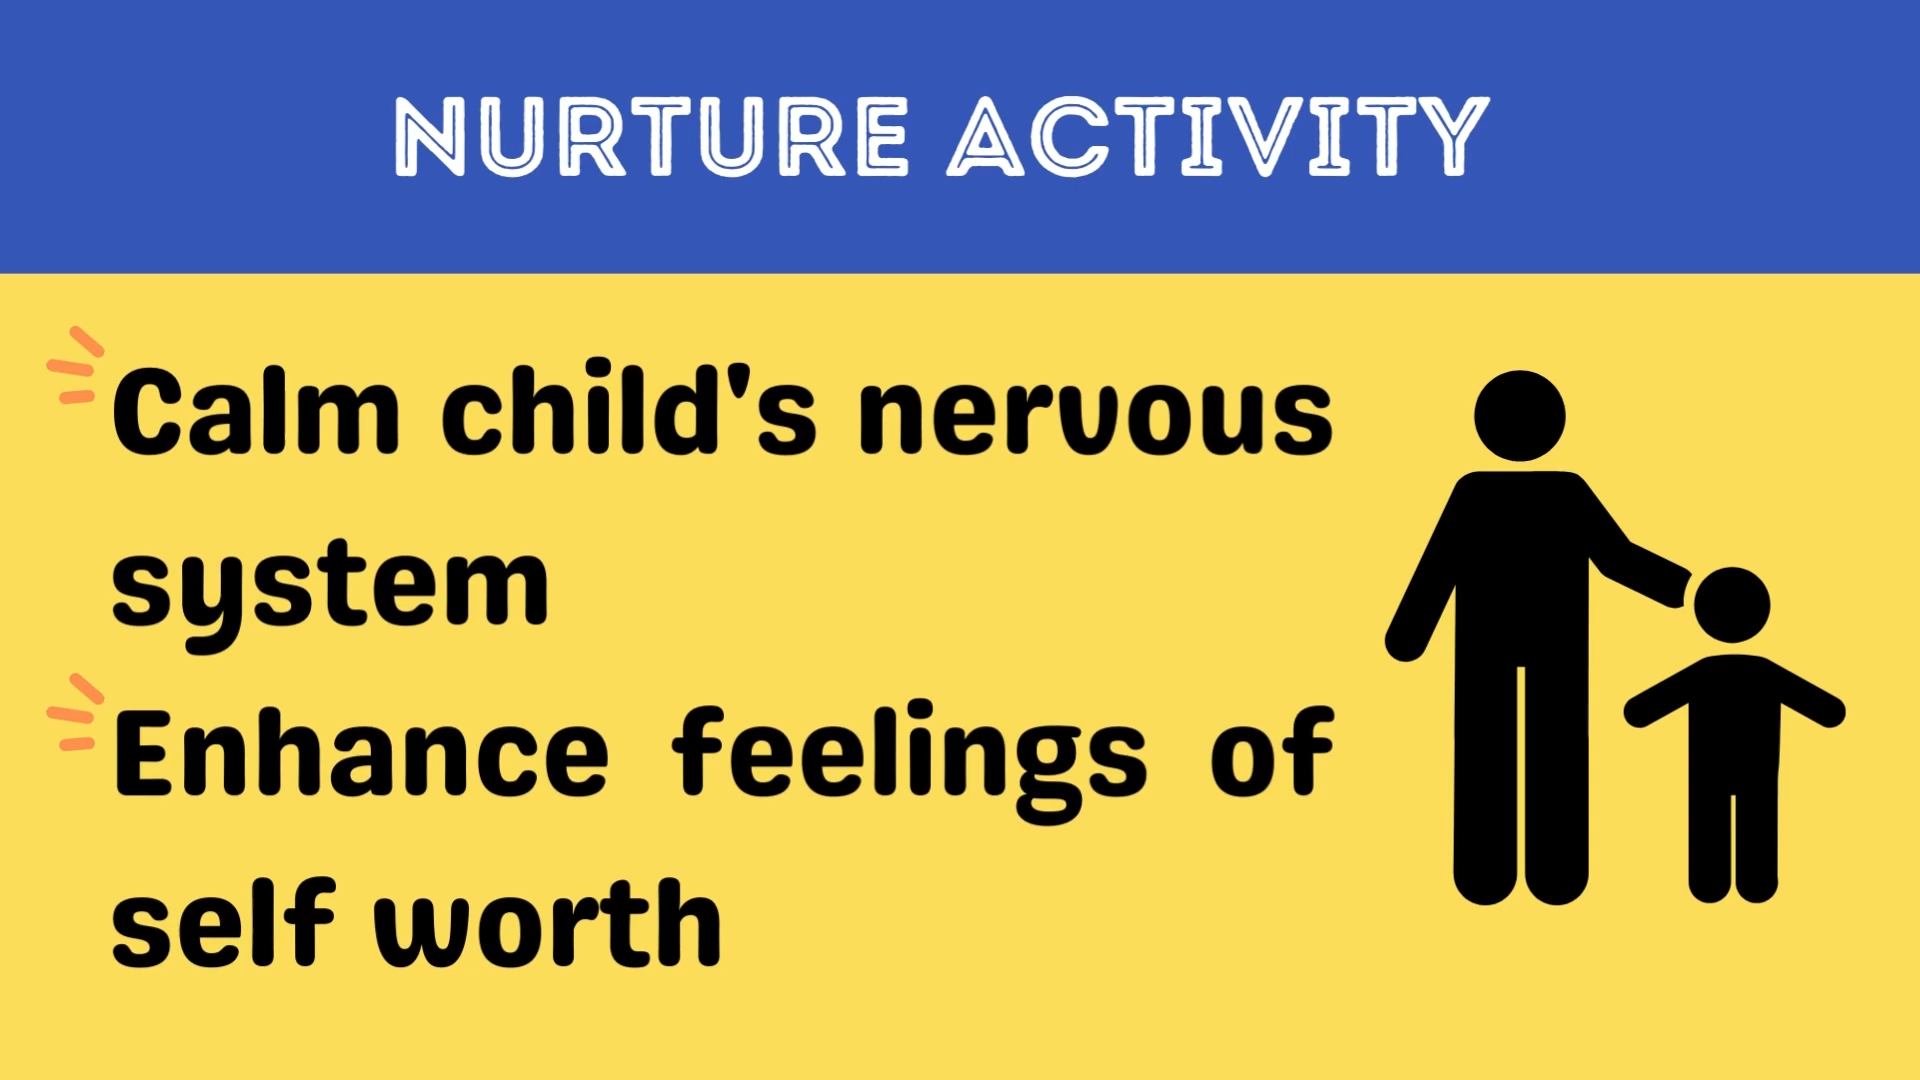 NURTURE ACTIVITY
Calm child's nervous
system
Enhance feelings of
self worth